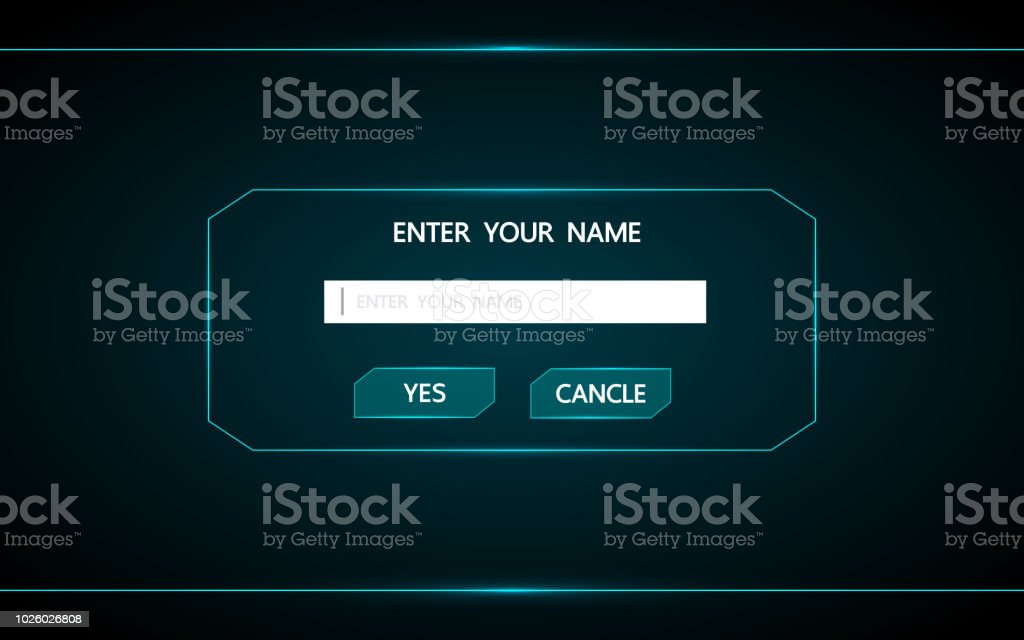 iStock iStock iStock iStock
by Getty Images™ by Getty Images™ by Getty Images™ by Getty
ENTER YOUR NAME
ENTER YOUR NAME
iStock iStock iStock
by Getty Images™ by Getty Images™ by Getty Images™
YES CANCLE
iStock iStock iStock iStock
Images™ by Getty Images™ by Getty Images™ by Getty
1026026808